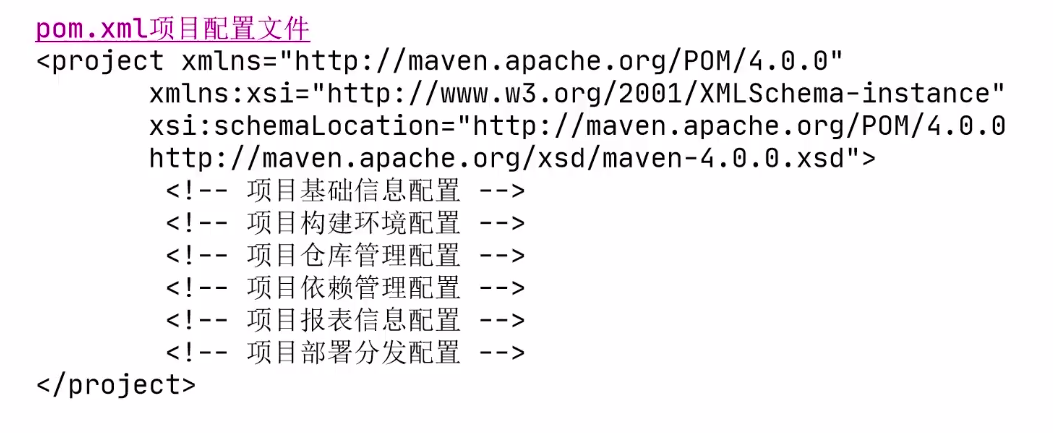 pom.xml项目配置文件
<project xmlns="http://maven.apache.org/POM/4.0.0"
xmlns:xsi="http://www.w3.org/2001/XMLSchema-instance"
xsi:schemaLocation="http://maven.apache.org/POM/4.0.0
http://maven.apache.org/xsd/maven-4.0.0.xsd">
<!-- 项目基础信息配置 -->
<!-- 项目构建环境配置 -->
<!-- 项目仓库管理配置 -->
<!-- 项目依赖管理配置 -->
<!-- 项目报表信息配置 -->
<!-- 项目部署分发配置 -->
</project>